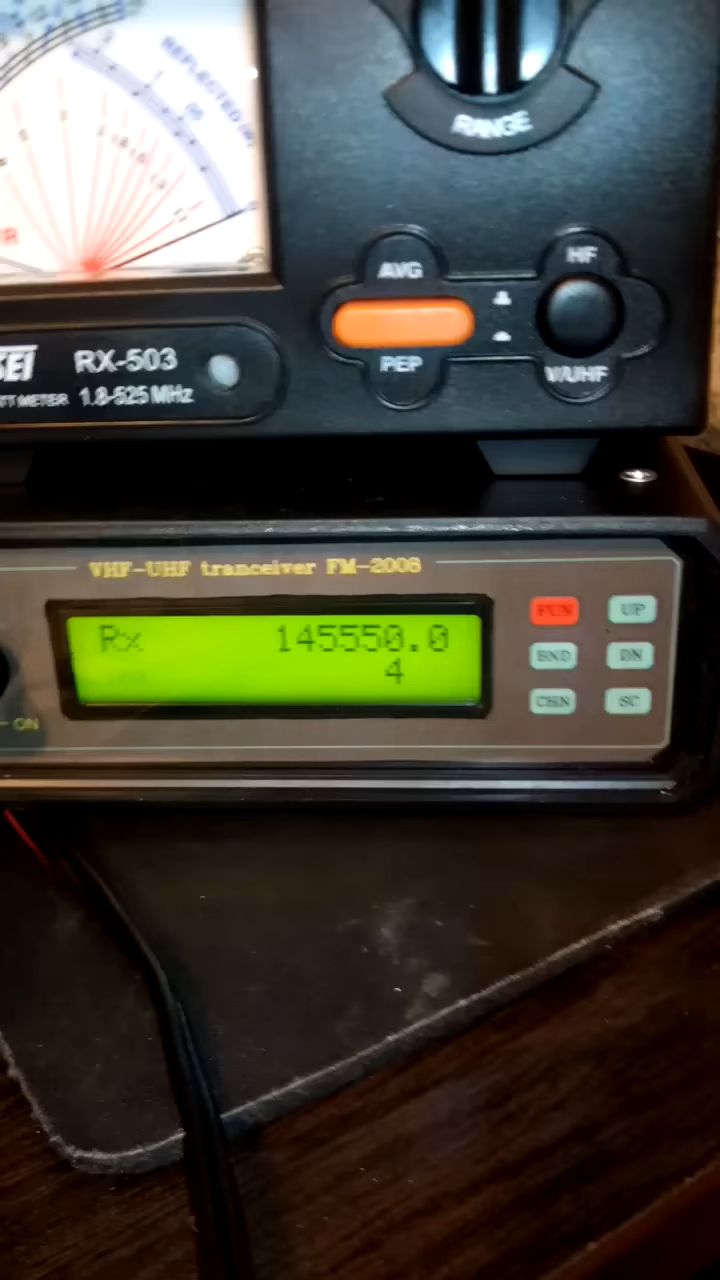 REFLECTED
RANGE
AVG
HF
PEP
V/UHF
RX-503
1.8-525 MHz
VHF-UHF tranceiver FM-2006
Rx 145550.0
4
FUN
UP
BND
DN
CHN
SC
ON